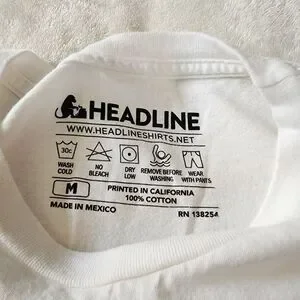 HEADLINE
WWW.HEADLINESHIRTS.NET
30c
WASH COLD
NO BLEACH
DRY LOW
REMOVE BEFORE WASHING
WEAR WITH PANTS
M
PRINTED IN CALIFORNIA
100% COTTON
MADE IN MEXICO
RN 138254